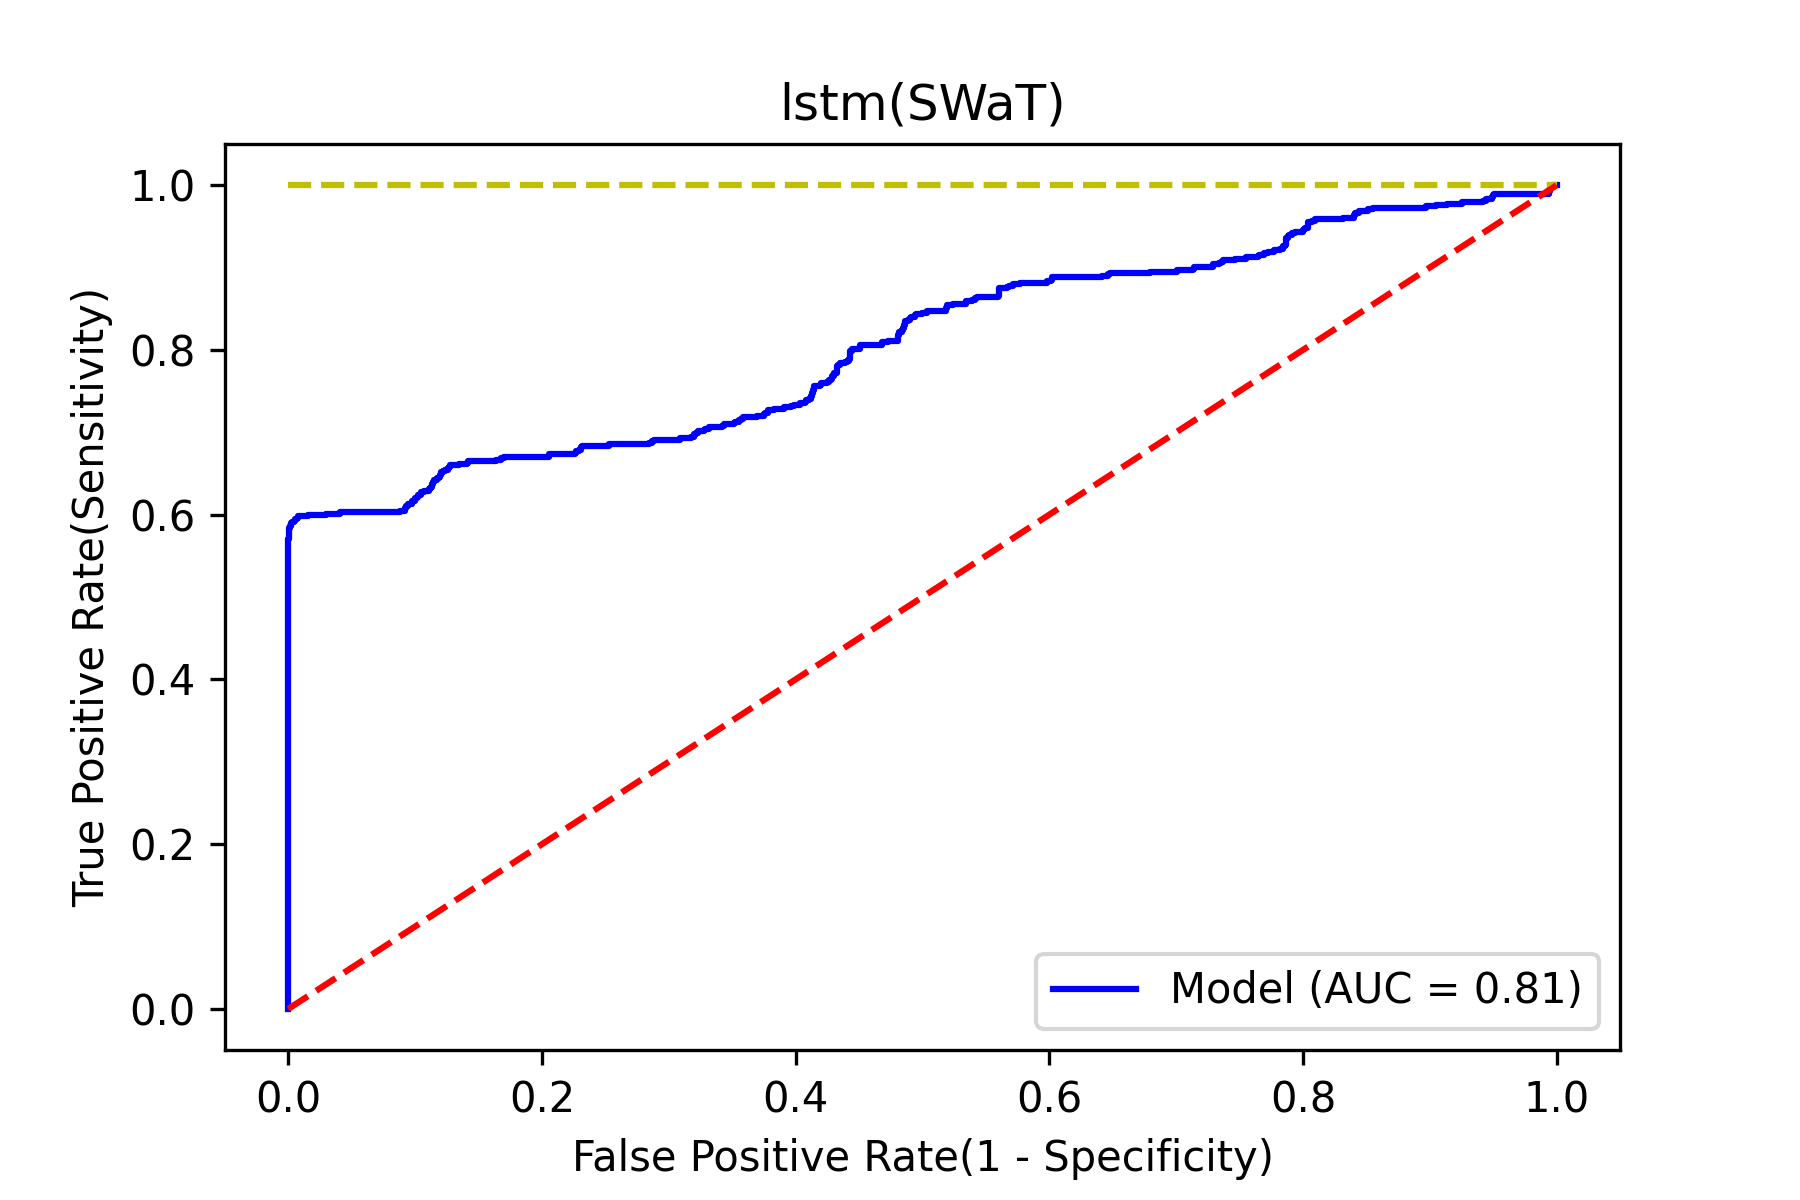 lstm(SWaT)
1.0
0.8
0.6
0.4
0.2
0.0
True Positive Rate(Sensitivity)
Model (AUC = 0.81)
0.0 0.2 0.4 0.6 0.8 1.0
False Positive Rate(1 - Specificity)